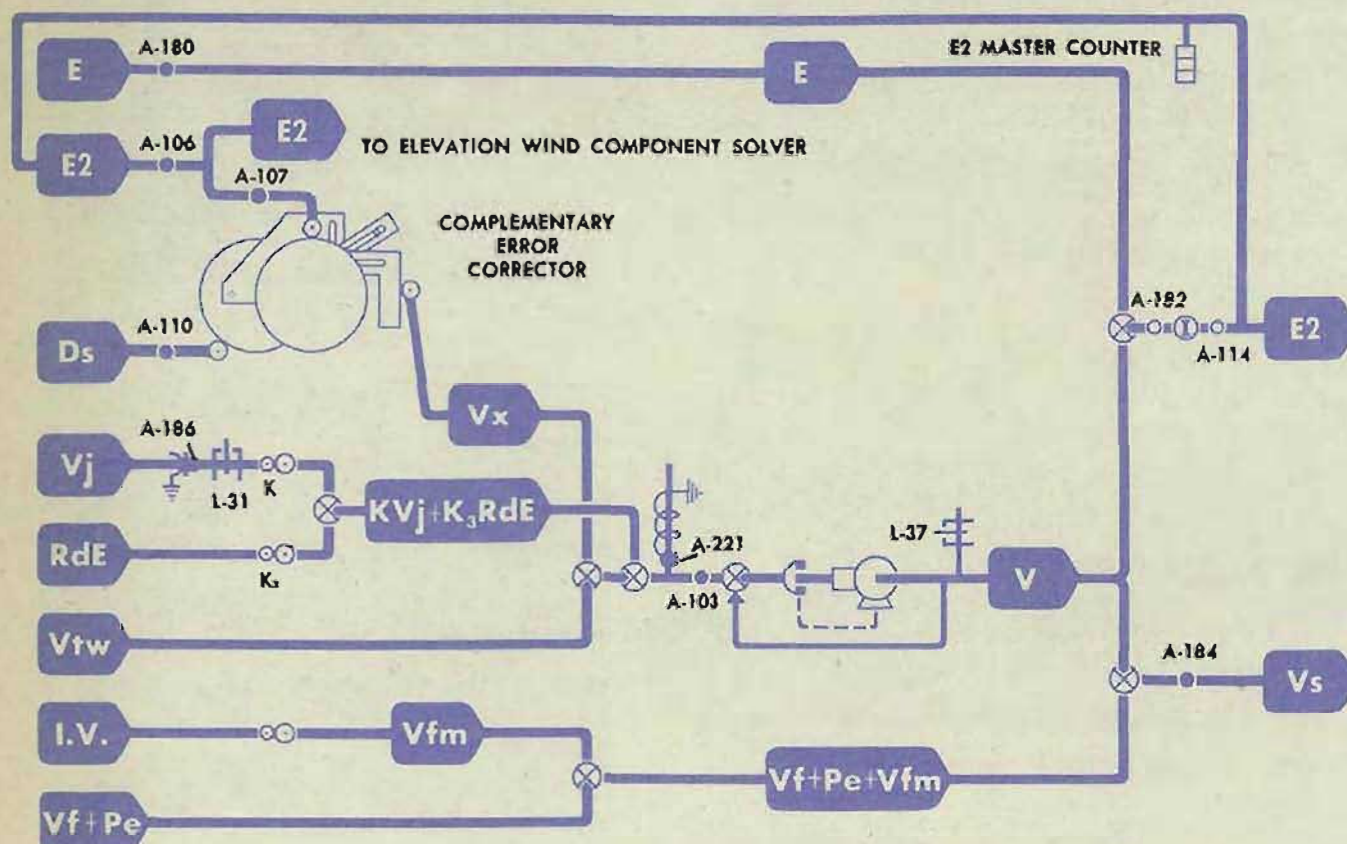 A-180
E
E
E2 MASTER COUNTER
E2
A-106
E2
TO ELEVATION WIND COMPONENT SOLVER
A-107
COMPLEMENTARY
ERROR
CORRECTOR
Ds
A-110
A-182
E2
A-114
Vx
Vj
A-186
L-31
K
KVj+K₃RdE
RdE
K₃
A-221
L-37
A-103
V
Vtw
A-184
Vs
I.V.
Vfm
Vf+Pe+Vfm
Vf+Pe